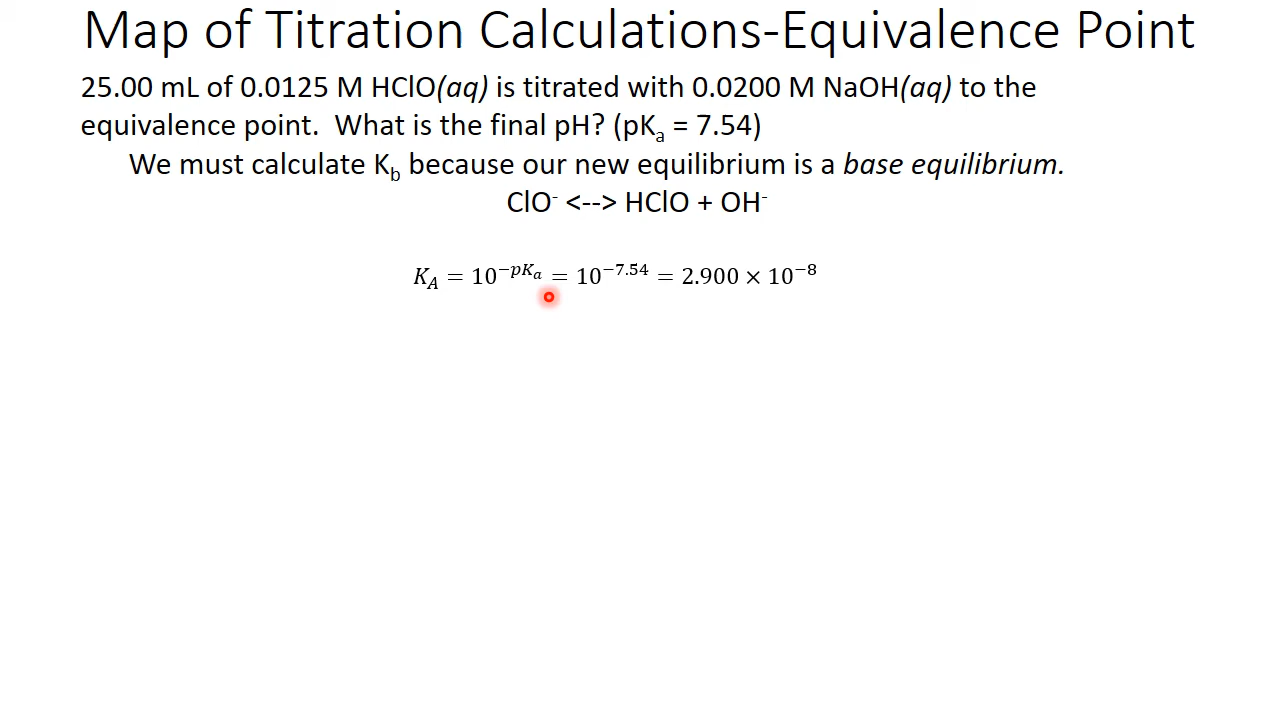 Map of Titration Calculations-Equivalence Point
25.00 mL of 0.0125 M HClO(aq) is titrated with 0.0200 M NaOH(aq) to the
equivalence point.  What is the final pH? (pKₐ = 7.54)
We must calculate K_b because our new equilibrium is a base equilibrium.
ClO⁻ <--> HClO + OH⁻
K_A = 10^{−pKₐ} = 10^{−7.54} = 2.900 × 10^{−8}